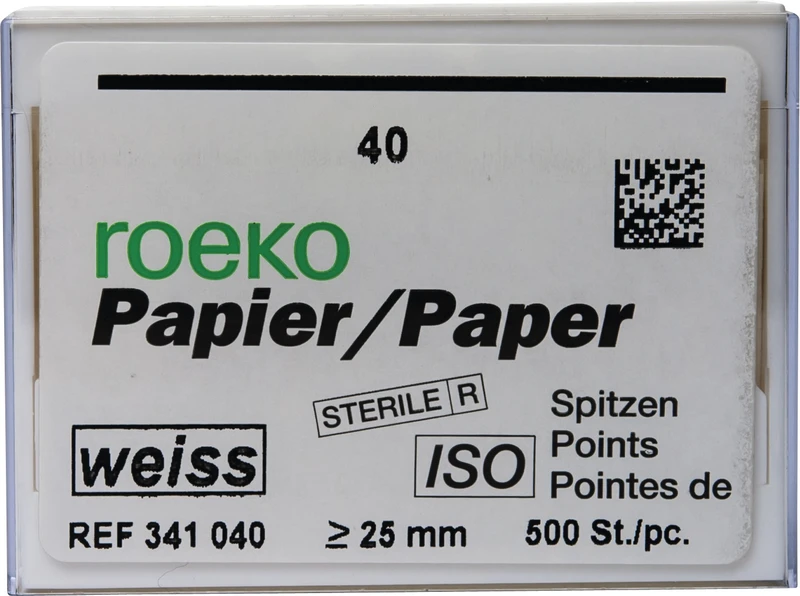 40
roeko
Papier/Paper
STERILE R
Spitzen
weiss
ISO
Points
Pointes de
REF 341 040 ≥ 25 mm 500 St./pc.